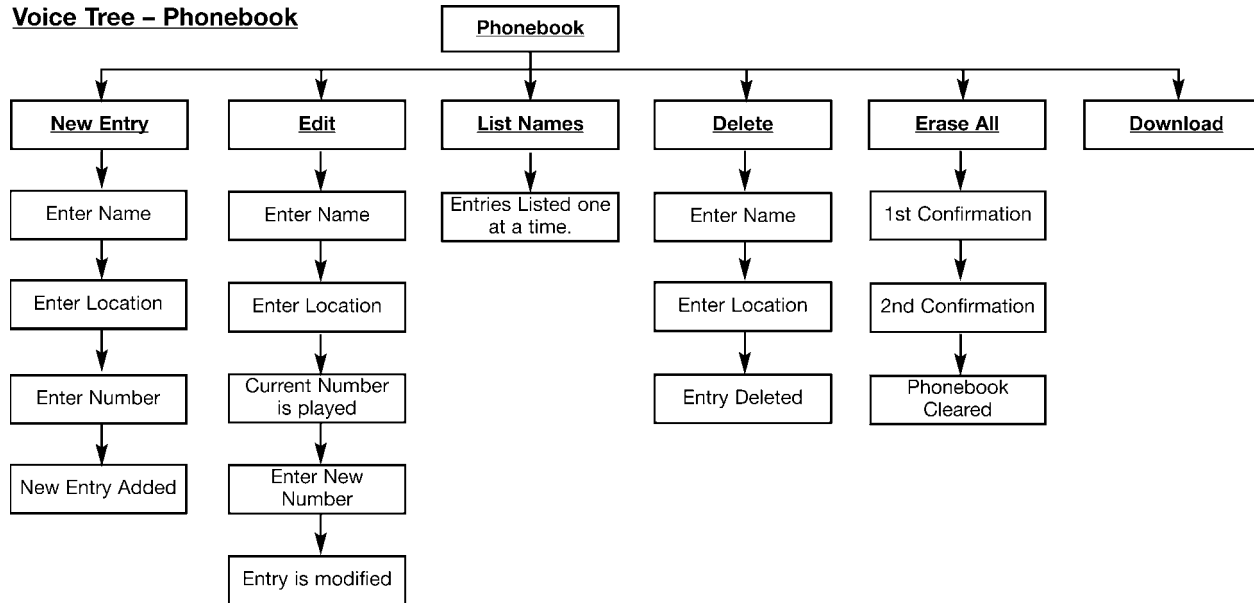 Voice Tree – Phonebook
Phonebook
New Entry
Edit
List Names
Delete
Erase All
Download
Enter Name
Enter Name
Entries Listed one
at a time.
Enter Name
1st Confirmation
Enter Location
Enter Location
Enter Location
2nd Confirmation
Enter Number
Current Number
is played
Entry Deleted
Phonebook
Cleared
New Entry Added
Enter New
Number
Entry is modified